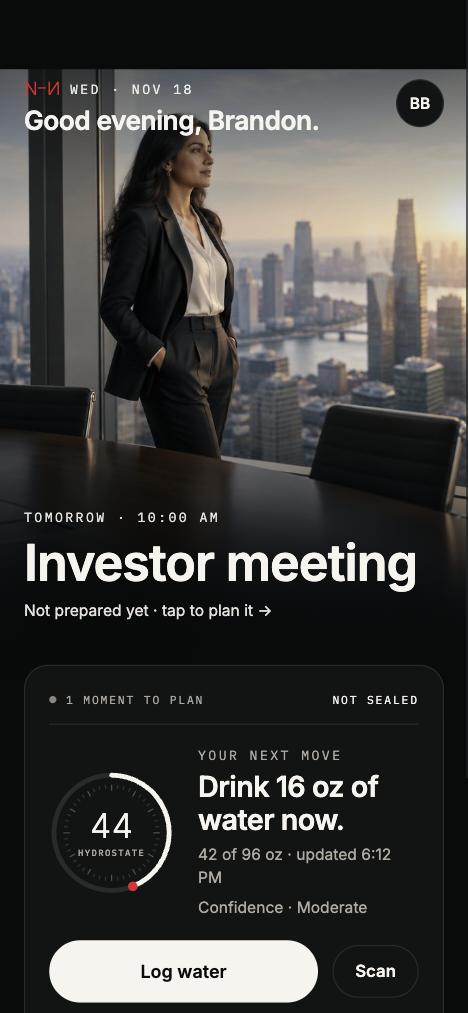 N–И WED · NOV 18
Good evening, Brandon.
BB
TOMORROW · 10:00 AM
Investor meeting
Not prepared yet · tap to plan it →
1 MOMENT TO PLAN
NOT SEALED
44
HYDROSTATE
YOUR NEXT MOVE
Drink 16 oz of
water now.
42 of 96 oz · updated 6:12
PM
Confidence · Moderate
Log water
Scan